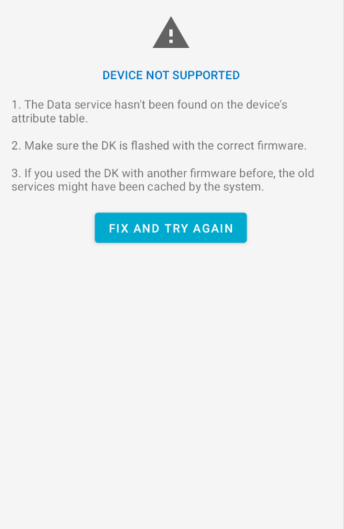 DEVICE NOT SUPPORTED
1. The Data service hasn't been found on the device's
attribute table.
2. Make sure the DK is flashed with the correct firmware.
3. If you used the DK with another firmware before, the old
services might have been cached by the system.
FIX AND TRY AGAIN